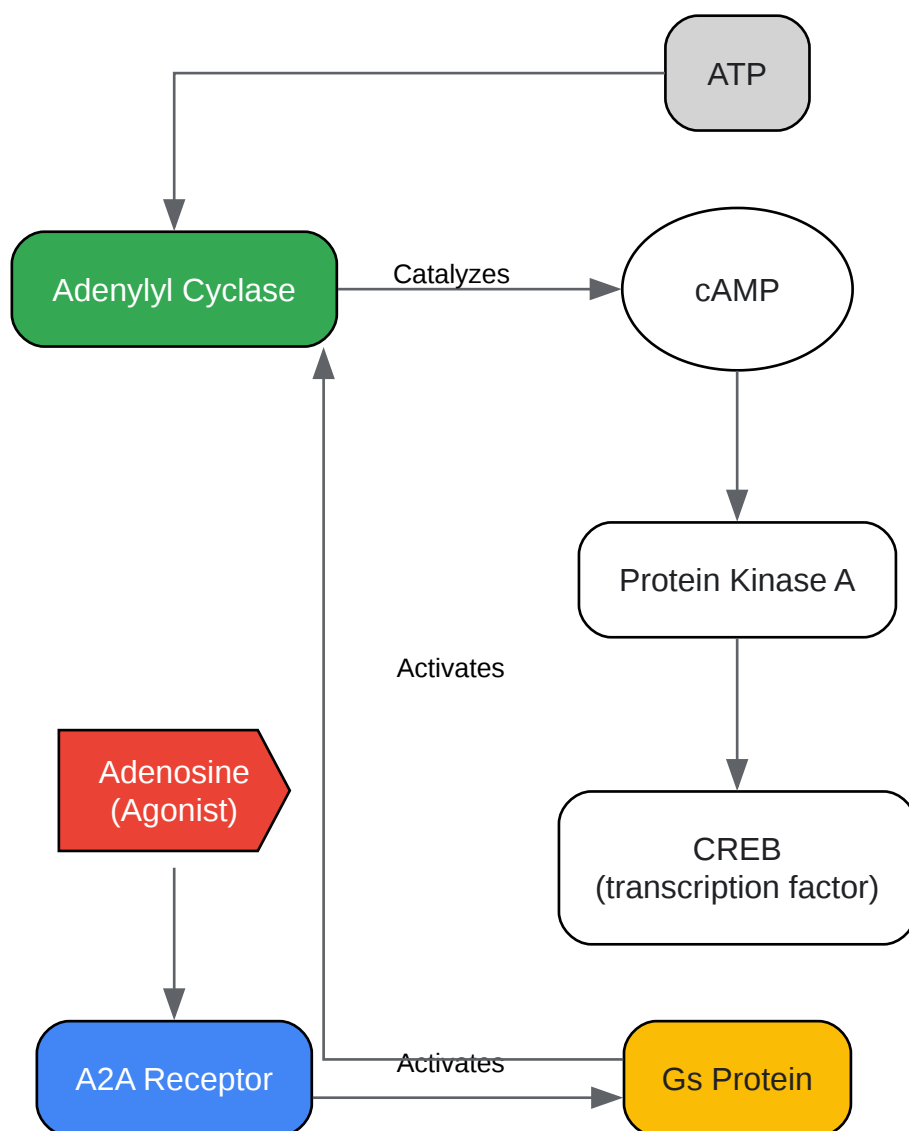 ATP
Adenylyl Cyclase
Catalyzes
cAMP
Protein Kinase A
Activates
Adenosine
(Agonist)
CREB
(transcription factor)
A2A Receptor
Activates
Gs Protein